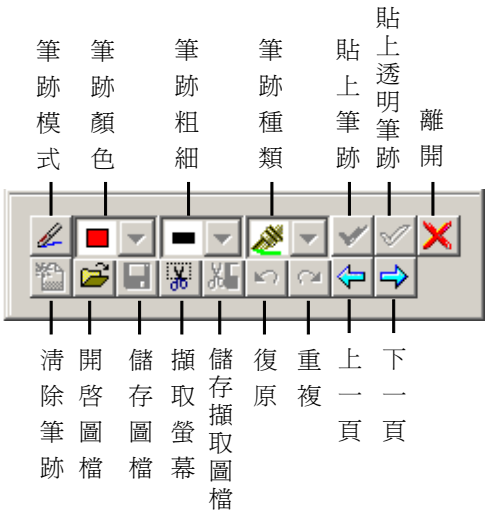 筆跡模式
筆跡顏色
筆跡粗細
筆跡種類
貼上筆跡
貼上透明筆跡
離開
清除筆跡
開啓圖檔
儲存圖檔
擷取螢幕
儲存擷取圖檔
復原
重複
上一頁
下一頁